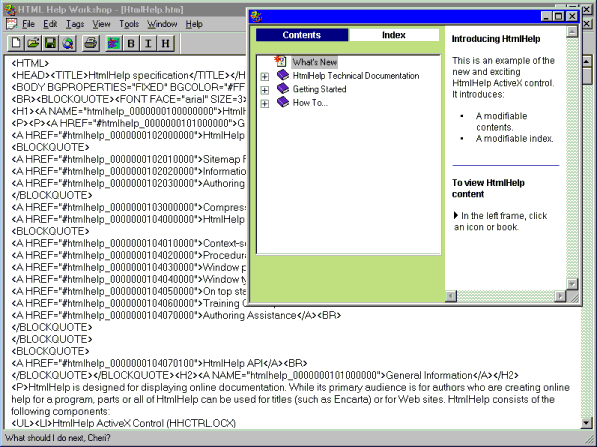 HTML Help Workshop - [HtmlHelp.htm]
File Edit Tags View Tools Window Help
B I H
<HTML>
<HEAD><TITLE>HtmlHelp specification</TITLE></H
<BODY BGPROPERTIES="FIXED" BGCOLOR="#FF
<BR><BLOCKQUOTE><FONT FACE="arial" SIZE=3>
<H1><A NAME="htmlhelp_0000000100000000">HtmlH
<P><P><A HREF="#htmlhelp_0000000101000000">G
<A HREF="#htmlhelp_0000000102000000">HtmlHelp
<BLOCKQUOTE>
<A HREF="#htmlhelp_0000000102010000">Sitemap F
<A HREF="#htmlhelp_0000000102020000">Information
<A HREF="#htmlhelp_0000000102030000">Authoring
</BLOCKQUOTE>
<A HREF="#htmlhelp_0000000103000000">Compress
<A HREF="#htmlhelp_0000000104000000">HtmlHelp
<BLOCKQUOTE>
<A HREF="#htmlhelp_0000000104010000">Context-se
<A HREF="#htmlhelp_0000000104020000">Procedura
<A HREF="#htmlhelp_0000000104030000">Window p
<A HREF="#htmlhelp_0000000104040000">Window t
<A HREF="#htmlhelp_0000000104050000">On top ste
<A HREF="#htmlhelp_0000000104060000">Training C
<A HREF="#htmlhelp_0000000104070000">Authoring Assistance</A><BR>
</BLOCKQUOTE>
</BLOCKQUOTE>
<BLOCKQUOTE>
<A HREF="#htmlhelp_0000000104070100">HtmlHelp API</A><BR>
</BLOCKQUOTE></BLOCKQUOTE><H2><A NAME="htmlhelp_0000000101000000">General Information</A></H2>
<P>HtmlHelp is designed for displaying online documentation. While its primary audience is for authors who are creating online
help for a program, parts or all of HtmlHelp can be used for titles (such as Encarta) or for Web sites. HtmlHelp consists of the
following components:
<UL><LI>HtmlHelp ActiveX Control (HHCTRL.OCX)
What should I do next, Cheri?
Contents Index
What's New
HtmlHelp Technical Documentation
Getting Started
How To...
Introducing HtmlHelp
This is an example of the
new and exciting
HtmlHelp ActiveX control.
It introduces:
• A modifiable
contents.
• A modifiable index.
To view HtmlHelp
content
In the left frame, click
an icon or book.